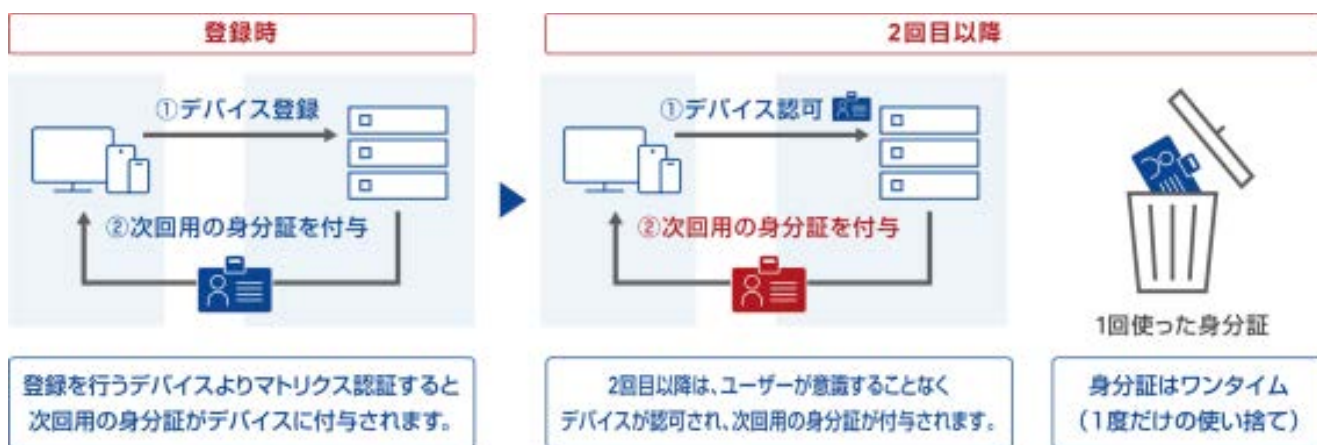 登録時
①デバイス登録
②次回用の身分証を付与
登録を行うデバイスよりマトリクス認証すると
次回用の身分証がデバイスに付与されます。
2回目以降
①デバイス認可
②次回用の身分証を付与
2回目以降は、ユーザーが意識することなく
デバイスが認可され、次回用の身分証が付与されます。
1回使った身分証
身分証はワンタイム
(1度だけの使い捨て)